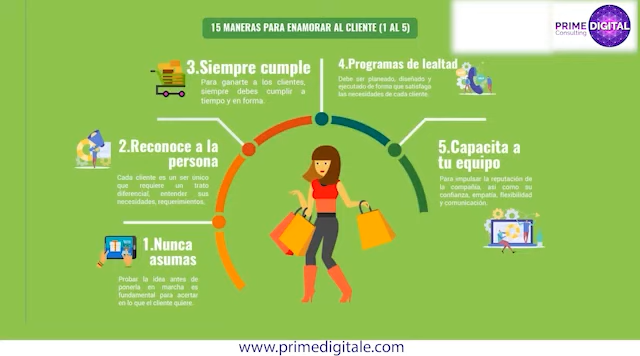 15 MANERAS PARA ENAMORAR AL CLIENTE (1 AL 5)
PRIME DIGITAL
Consulting
3.Siempre cumple
Para ganarte a los clientes,
siempre debes cumplir a
tiempo y en forma.
4.Programas de lealtad
Debe ser planeado, diseñado y
ejecutado de forma que satisfaga
las necesidades de cada cliente.
2.Reconoce a la
persona
Cada cliente es un ser único
que requiere un trato
diferencial, entender sus
necesidades, requerimientos.
5.Capacita a
tu equipo
Para impulsar la reputación de
la compañía, así como su
confianza, empatía, flexibilidad
y comunicación.
1.Nunca
asumas
Probar la idea antes de
ponerla en marcha es
fundamental para acertar
en lo que el cliente quiere.
www.primedigitale.com